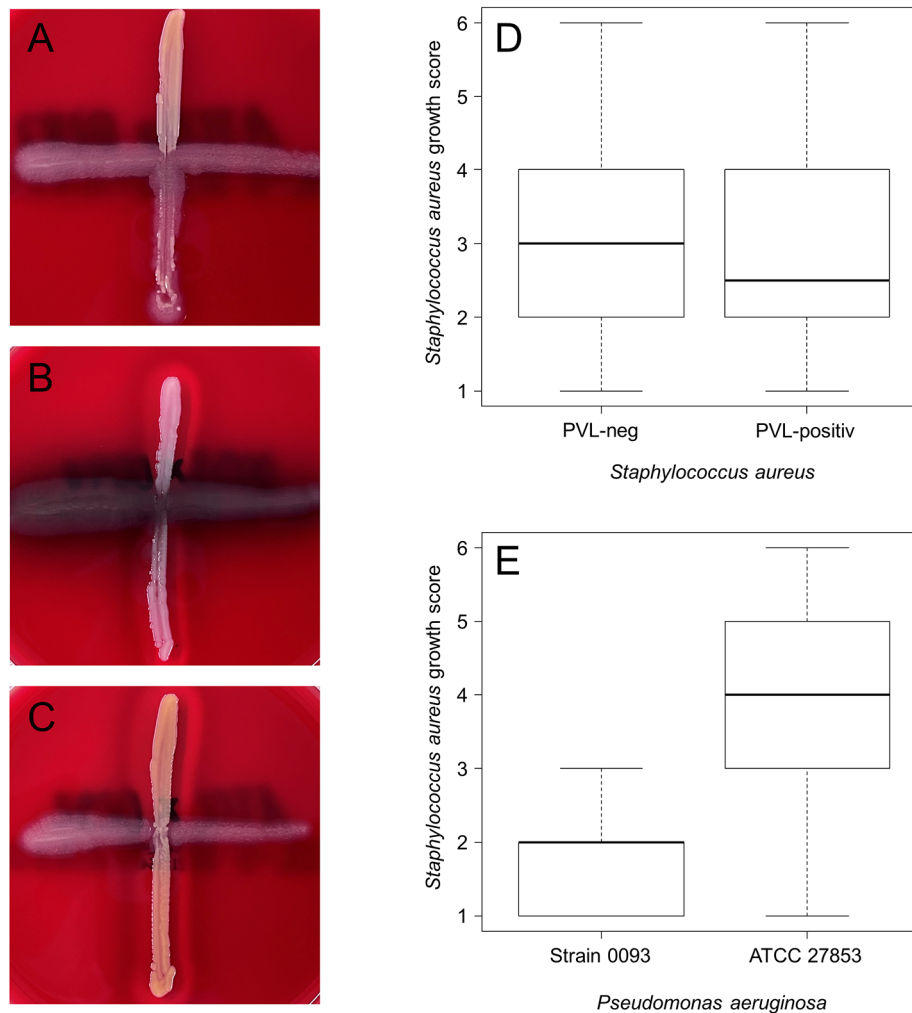 A
B
C
D
Staphylococcus aureus growth score
6
5
4
3
2
1
PVL-neg PVL-positiv
Staphylococcus aureus
E
Staphylococcus aureus growth score
6
5
4
3
2
1
Strain 0093 ATCC 27853
Pseudomonas aeruginosa